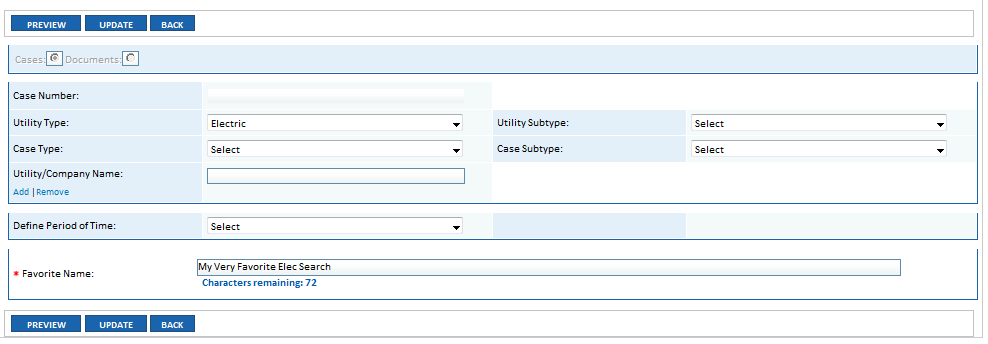 PREVIEW UPDATE BACK
Cases: Documents:
Case Number:
Utility Type: Electric Utility Subtype: Select
Case Type: Select Case Subtype: Select
Utility/Company Name:
Add | Remove
Define Period of Time: Select
* Favorite Name: My Very Favorite Elec Search
Characters remaining: 72
PREVIEW UPDATE BACK